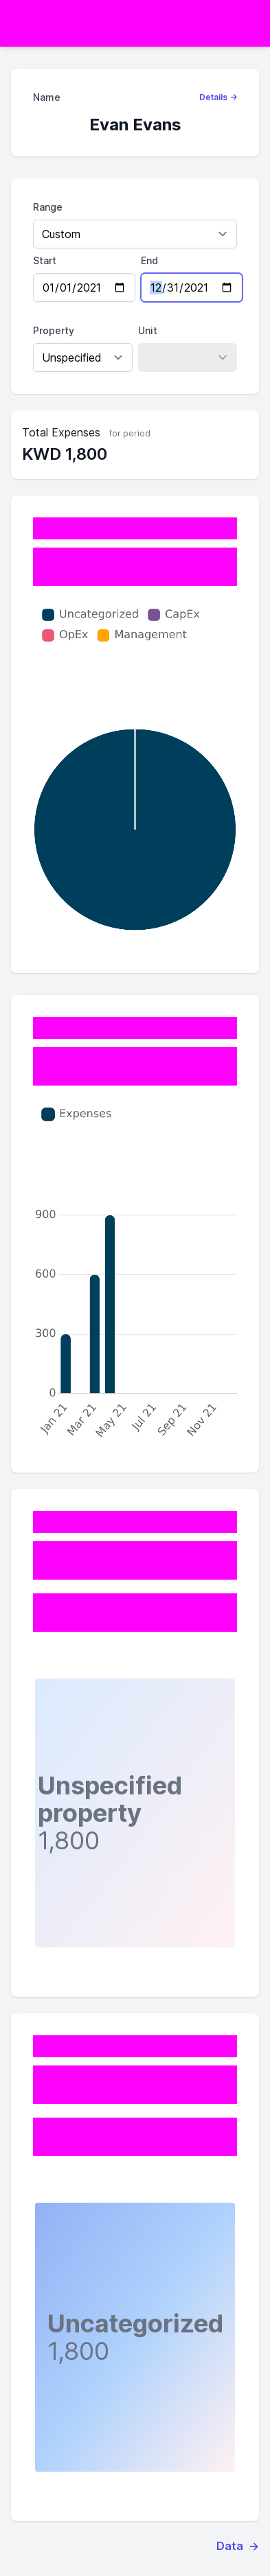 Name
Details →
Evan Evans
Range
Custom
Start
End
01/01/2021
12/31/2021
Property
Unit
Unspecified
Total Expenses for period
KWD 1,800
Uncategorized CapEx
OpEx Management
Expenses
900
600
300
0
Jan 21
Mar 21
May 21
Jul 21
Sep 21
Nov 21
Unspecified
property
1,800
Uncategorized
1,800
Data →